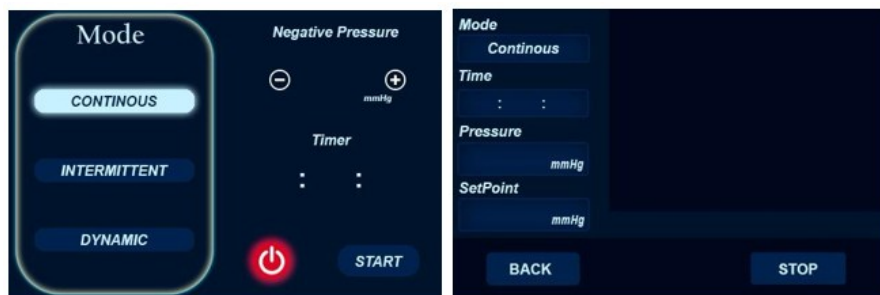 Mode
CONTINOUS
INTERMITTENT
DYNAMIC
Negative Pressure
mmHg
Timer
: :
START
Mode
Continous
Time
: :
Pressure
mmHg
SetPoint
mmHg
BACK
STOP